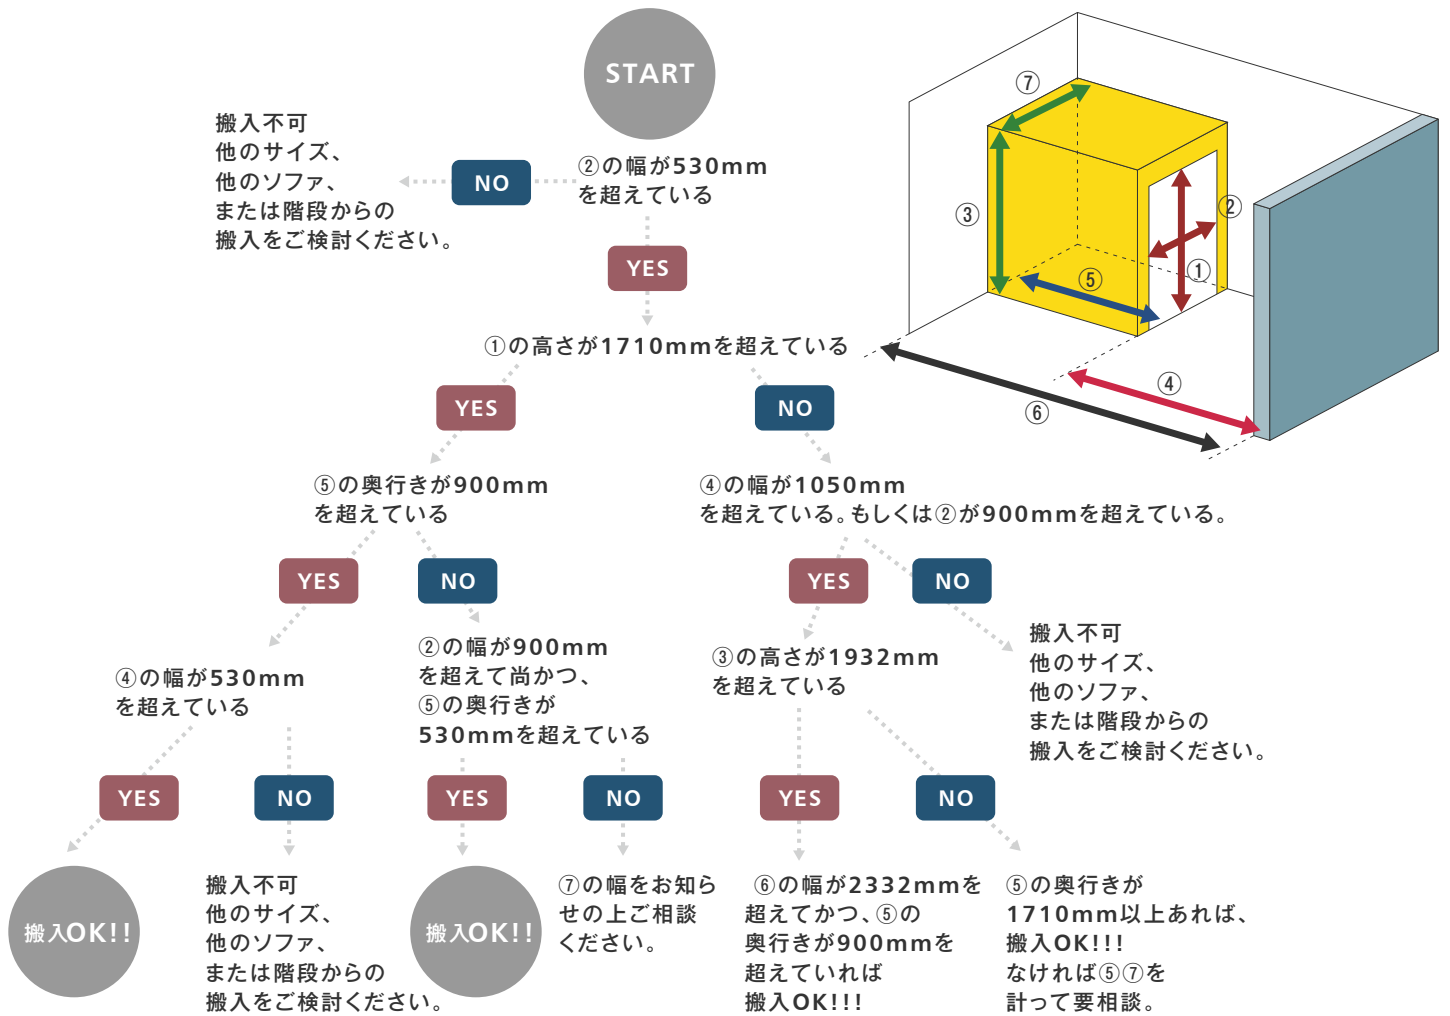 START
②の幅が530mm
を超えている
NO
搬入不可
他のサイズ、
他のソファ、
または階段からの
搬入をご検討ください。
YES
①の高さが1710mmを超えている
YES
NO
⑤の奥行きが900mm
を超えている
④の幅が1050mm
を超えている。もしくは②が900mmを超えている。
YES
NO
YES
NO
④の幅が530mm
を超えている
②の幅が900mm
を超えて尚かつ、
⑤の奥行きが
530mmを超えている
③の高さが1932mm
を超えている
搬入不可
他のサイズ、
他のソファ、
または階段からの
搬入をご検討ください。
YES
NO
YES
NO
YES
NO
搬入OK!!
搬入不可
他のサイズ、
他のソファ、
または階段からの
搬入をご検討ください。
搬入OK!!
⑦の幅をお知ら
せの上ご相談
ください。
⑥の幅が2332mmを
超えてかつ、⑤の
奥行きが900mmを
超えていれば
搬入OK!!!
⑤の奥行きが
1710mm以上あれば、
搬入OK!!!
なければ⑤⑦を
計って要相談。
⑦
③
②
①
⑤
④
⑥